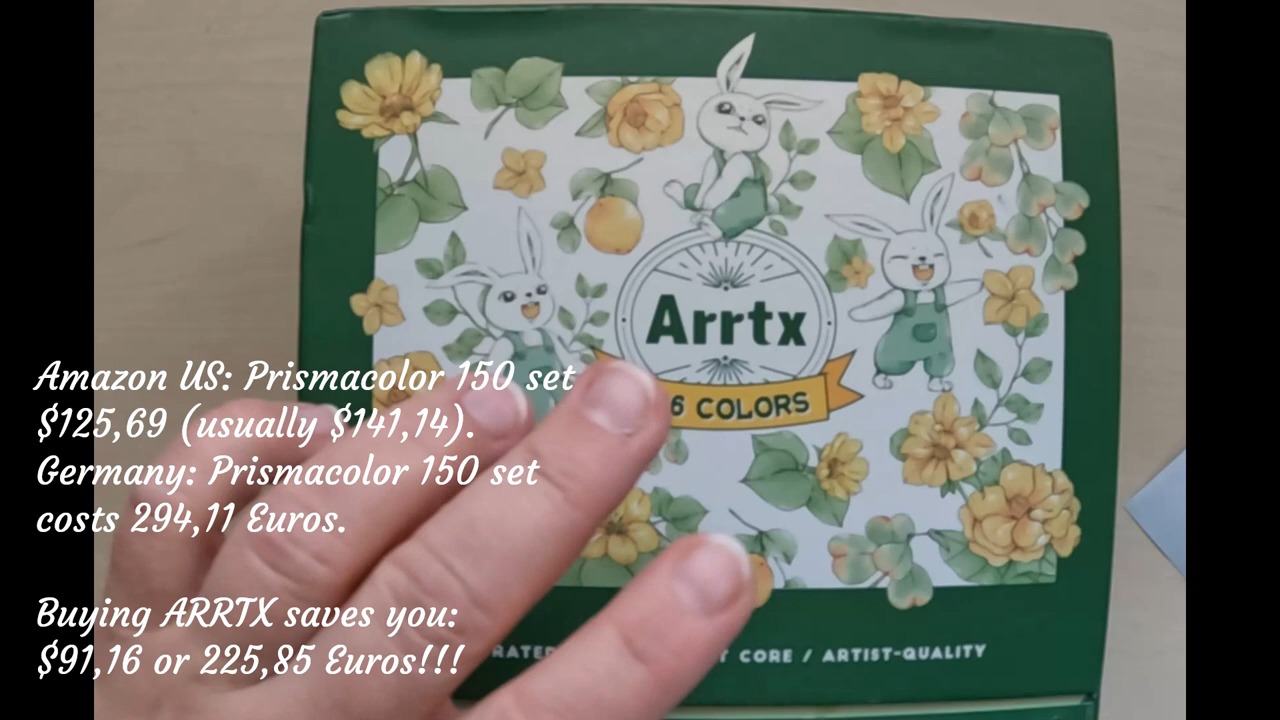 Arrtx
6 COLORS
Amazon US: Prismacolor 150 set
$125,69 (usually $141,14).
Germany: Prismacolor 150 set
costs 294,11 Euros.
Buying ARRTX saves you:
$91,16 or 225,85 Euros!!!
CORE / ARTIST-QUALITY